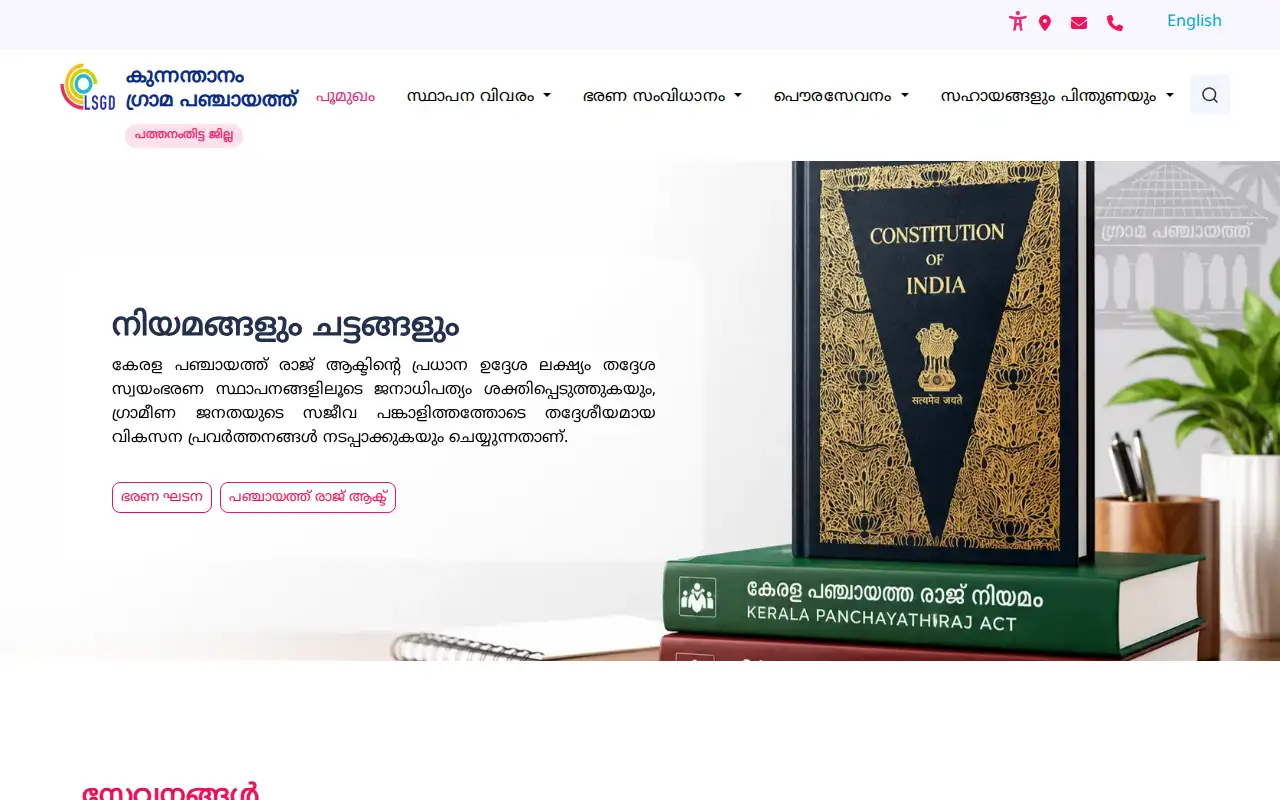 English
LSGD
കുന്നന്താനം
ഗ്രാമ പഞ്ചായത്ത്
പത്തനംതിട്ട ജില്ല
പൂമുഖം
സ്ഥാപന വിവരം
ഭരണ സംവിധാനം
പൌരസേവനം
സഹായങ്ങളും പിന്തുണയും
നിയമങ്ങളും ചട്ടങ്ങളും
കേരള പഞ്ചായത്ത് രാജ് ആക്ടിന്റെ പ്രധാന ഉദ്ദേശ ലക്ഷ്യം തദ്ദേശ
സ്വയംഭരണ സ്ഥാപനങ്ങളിലൂടെ ജനാധിപത്യം ശക്തിപ്പെടുത്തുകയും,
ഗ്രാമീണ ജനതയുടെ സജീവ പങ്കാളിത്തത്തോടെ തദ്ദേശീയമായ
വികസന പ്രവർത്തനങ്ങൾ നടപ്പാക്കുകയും ചെയ്യുന്നതാണ്.
ഭരണ ഘടന
പഞ്ചായത്ത് രാജ് ആക്ട്
CONSTITUTION
OF
INDIA
सत्यमेव जयते
ഗ്രാമ പഞ്ചായത്ത്
കേരള പഞ്ചായത്ത രാജ് നിയമം
KERALA PANCHAYATHIRAJ ACT
സേവനങ്ങൾ